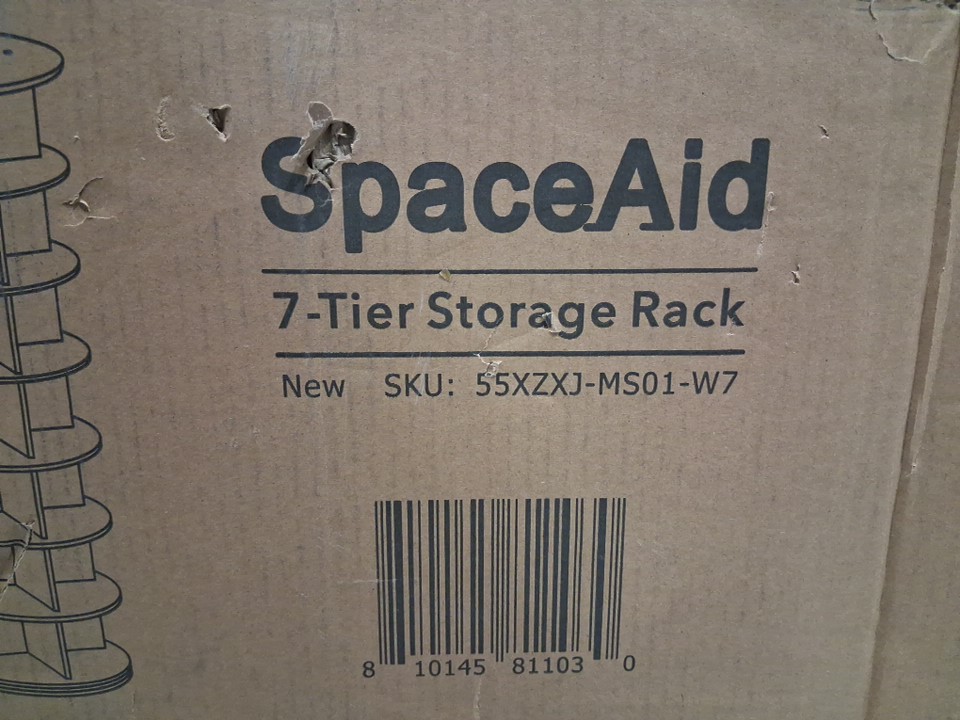 SpaceAid
7-Tier Storage Rack
New SKU: 55XZXJ-MS01-W7
8 10145 81103 0